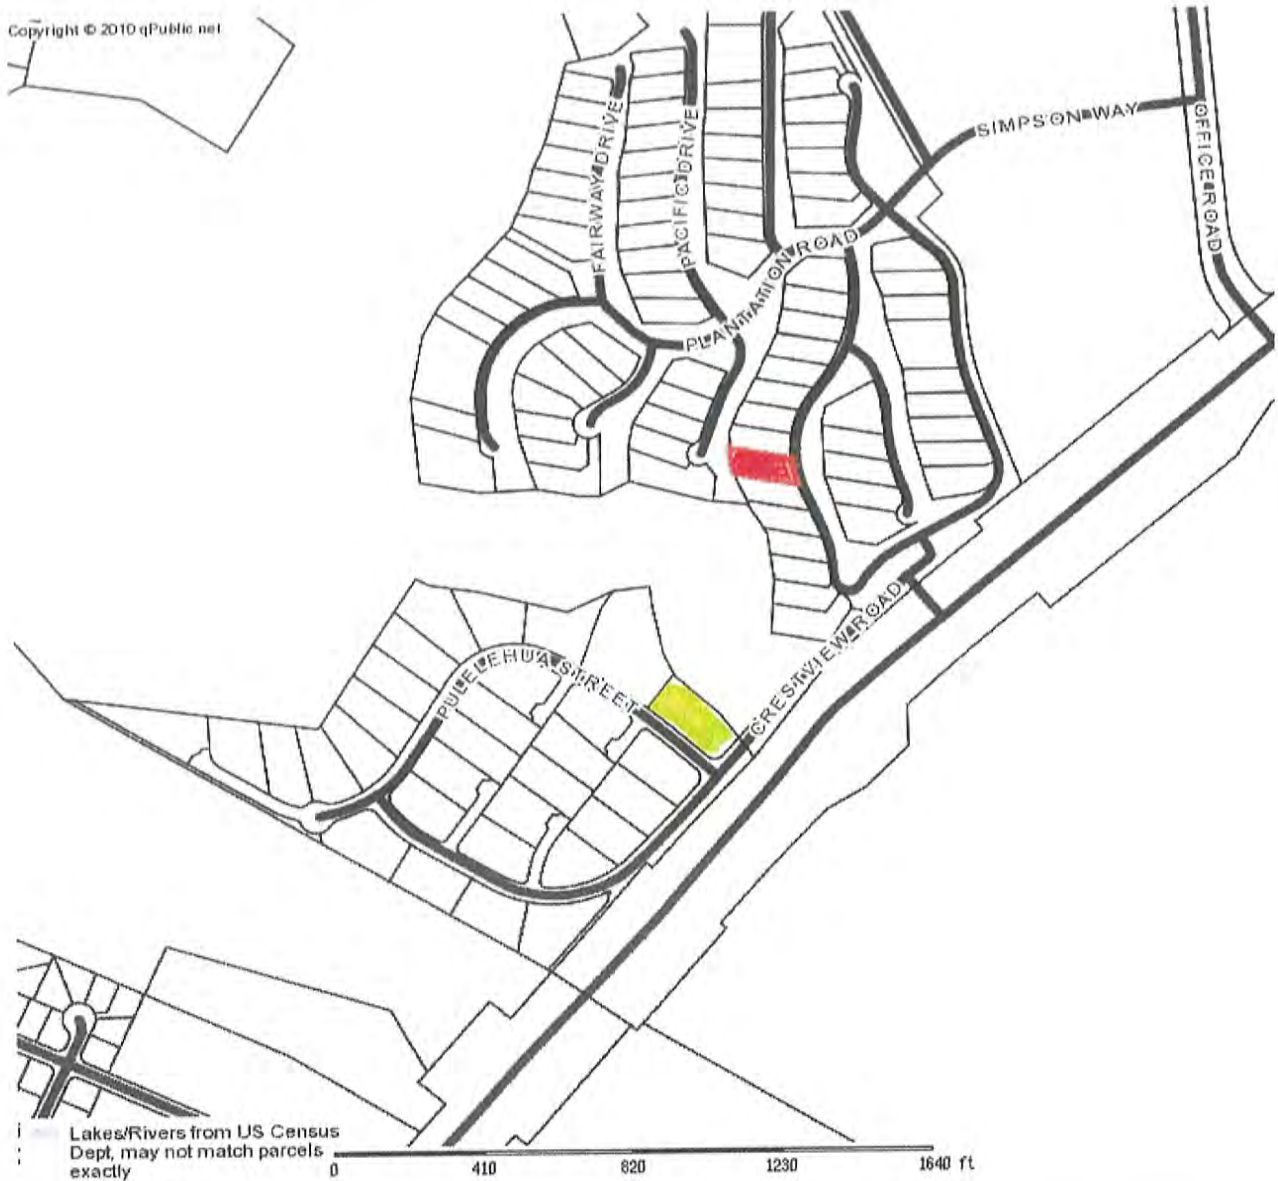 Copyright © 2010 qPublic net
SIMPSON WAY
OFFICE ROAD
FAIRWAY DRIVE
PACIFIC DRIVE
PLANTATION ROAD
PULELEHUA STREET
CRESTVIEW ROAD
Lakes/Rivers from US Census
Dept, may not match parcels
exactly
0 410 820 1230 1640 ft